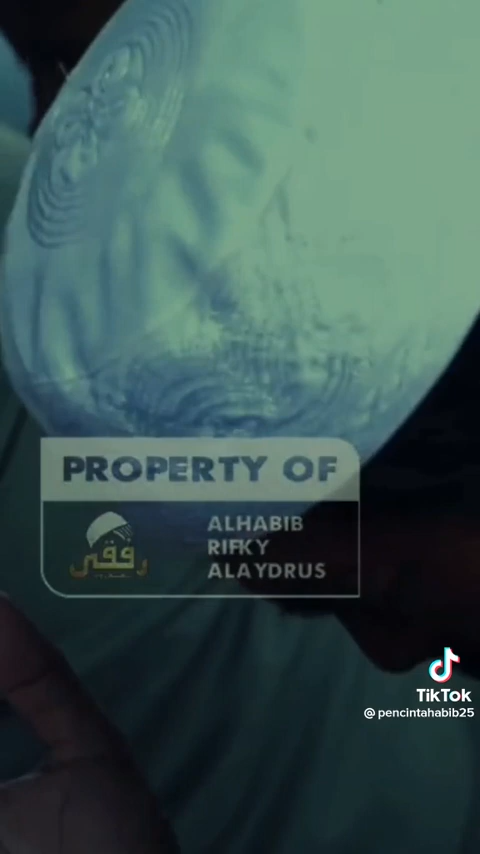 PROPERTY OF
رفقي
ALHABIB
RIFKY
ALAYDRUS
TikTok
@pencintahabib25